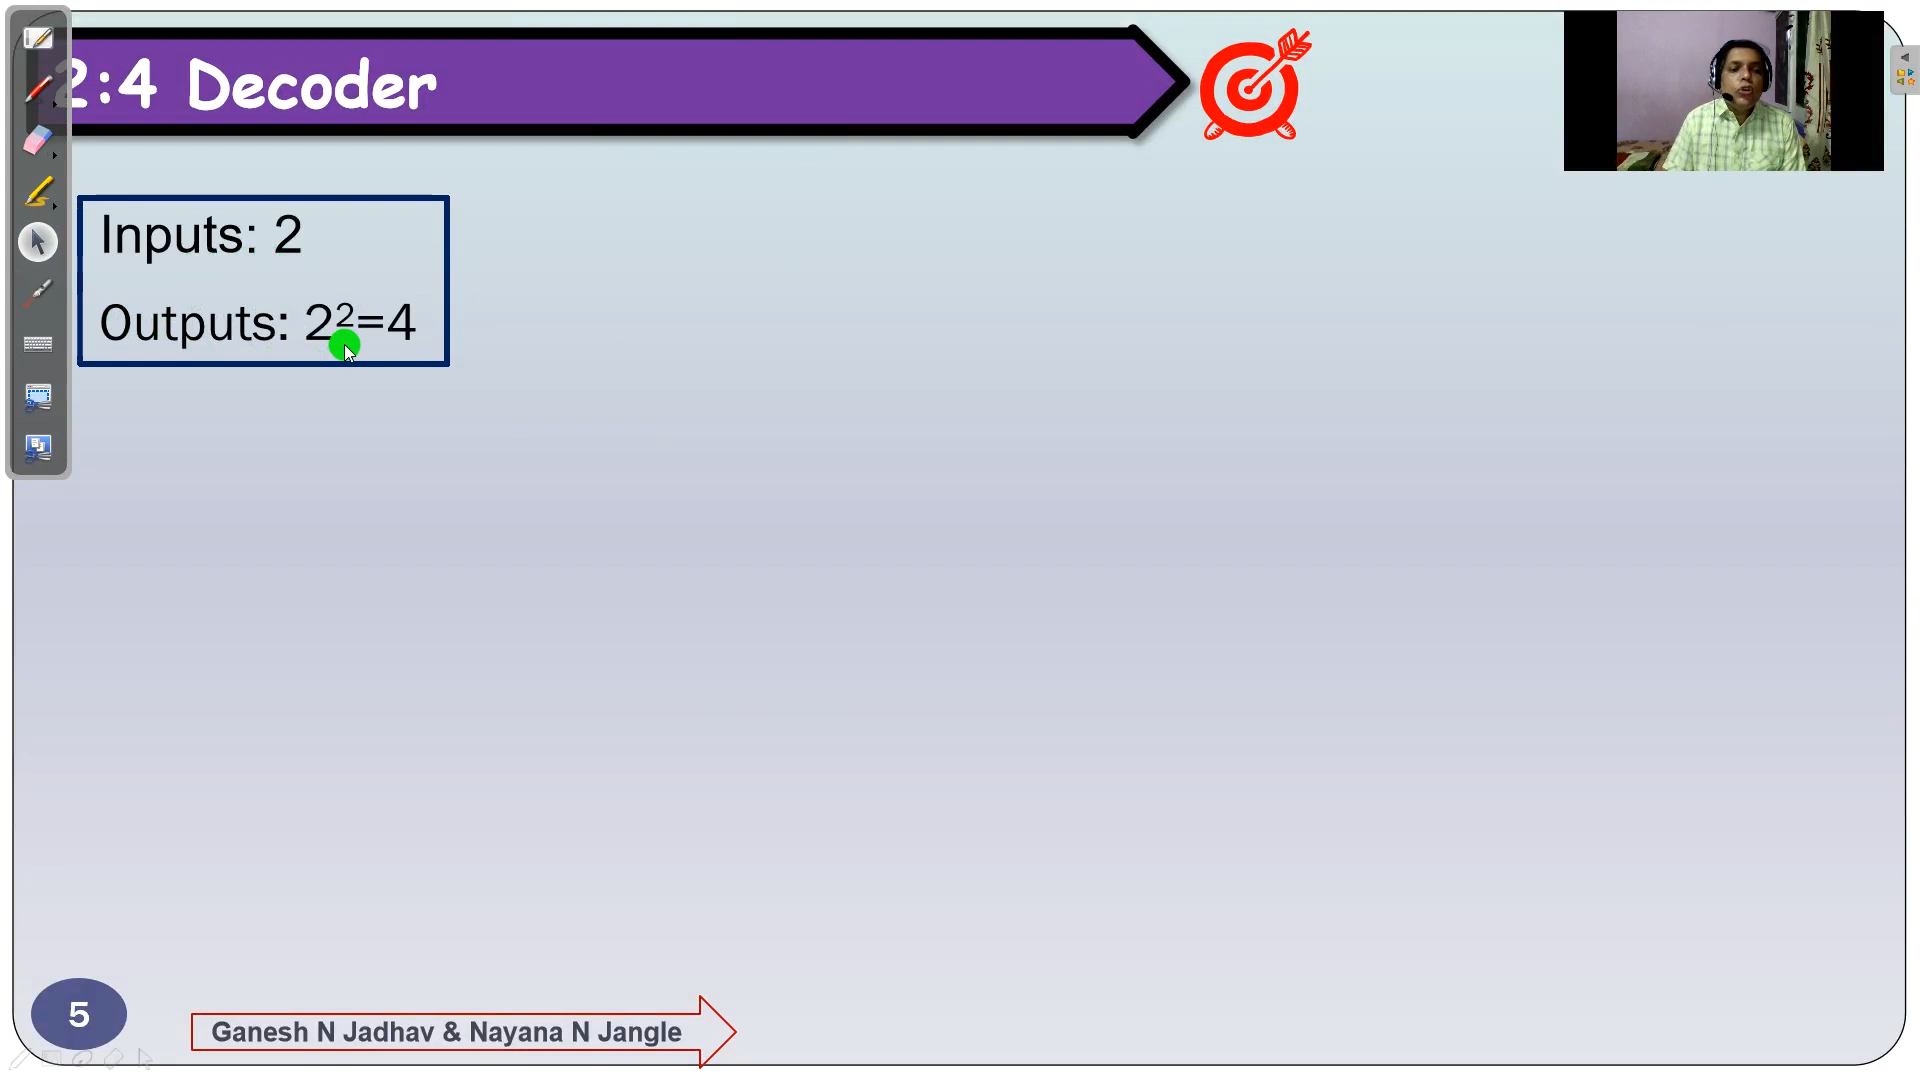 2:4 Decoder
Inputs: 2
Outputs: 2²=4
5
Ganesh N Jadhav & Nayana N Jangle